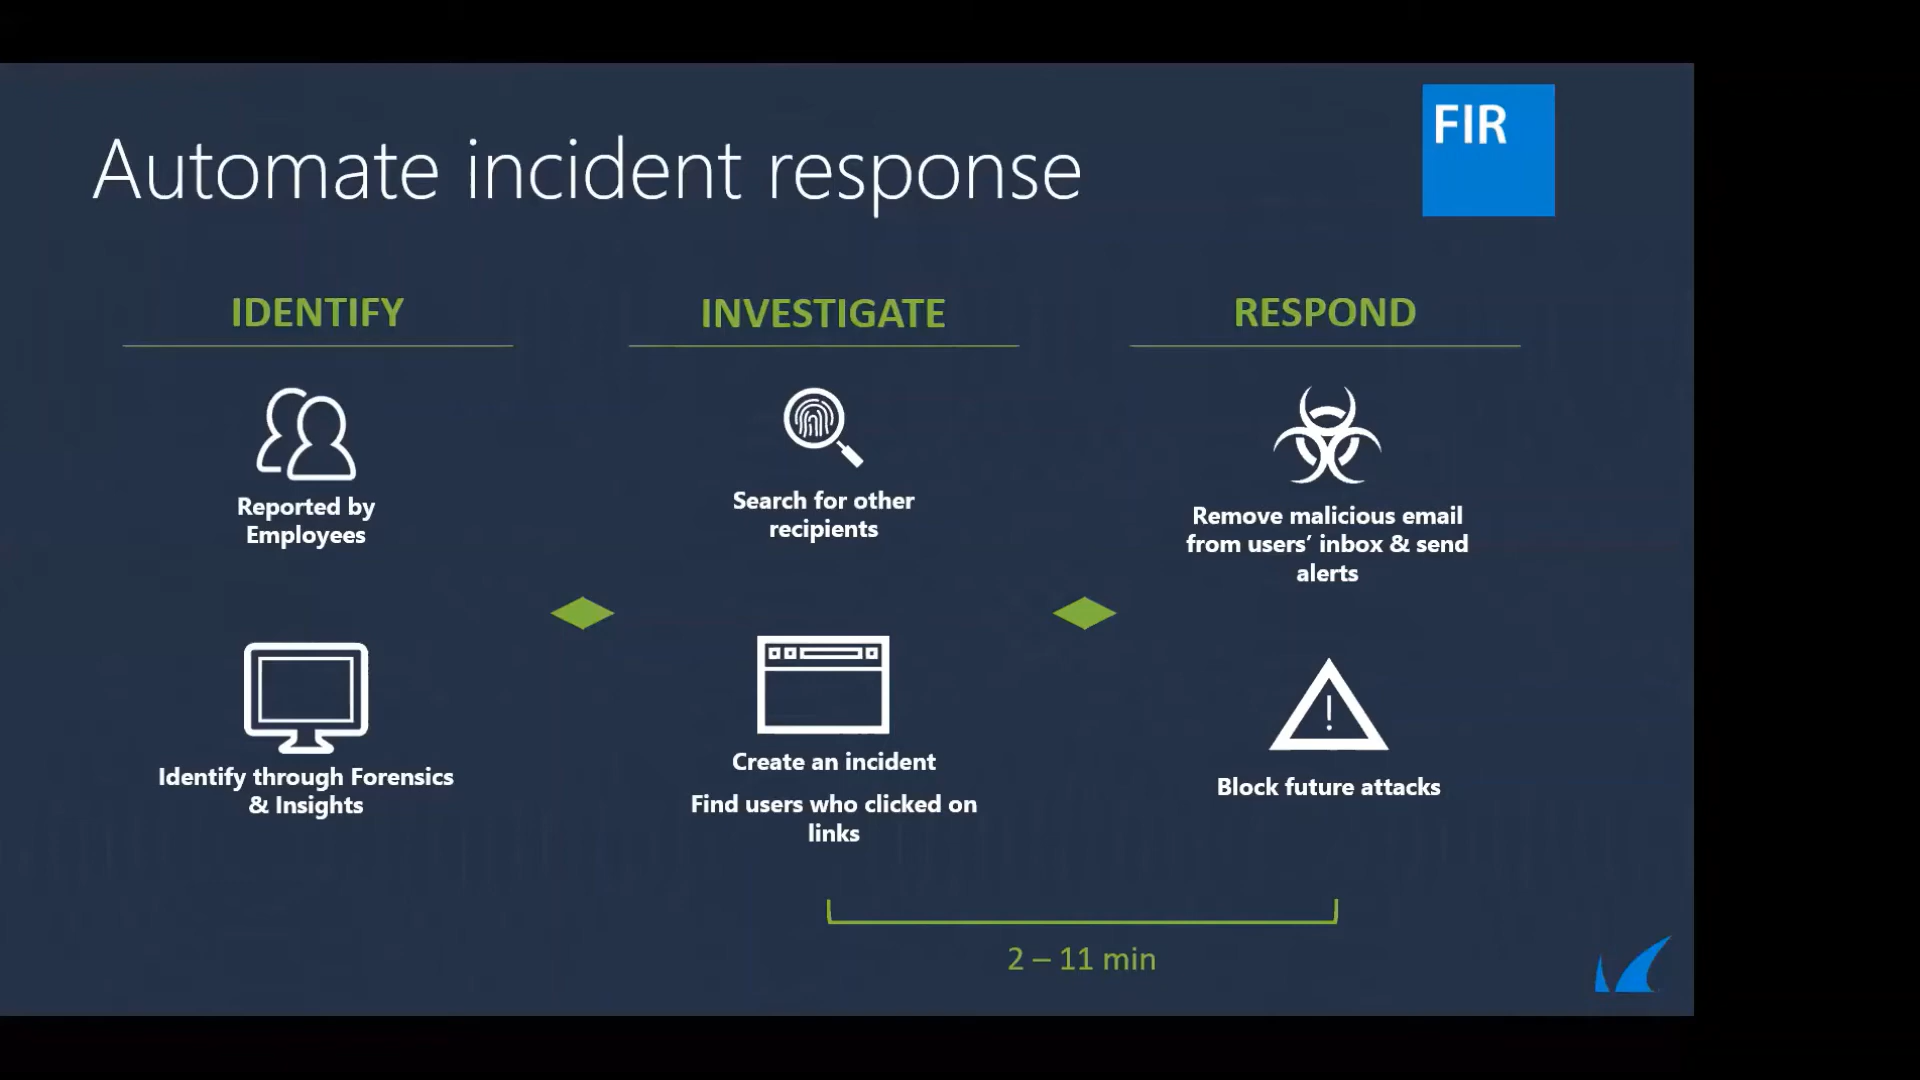 Automate incident response
FIR
IDENTIFY
Reported by
Employees
Identify through Forensics
& Insights
INVESTIGATE
Search for other
recipients
Create an incident
Find users who clicked on
links
RESPOND
Remove malicious email
from users’ inbox & send
alerts
Block future attacks
2 – 11 min